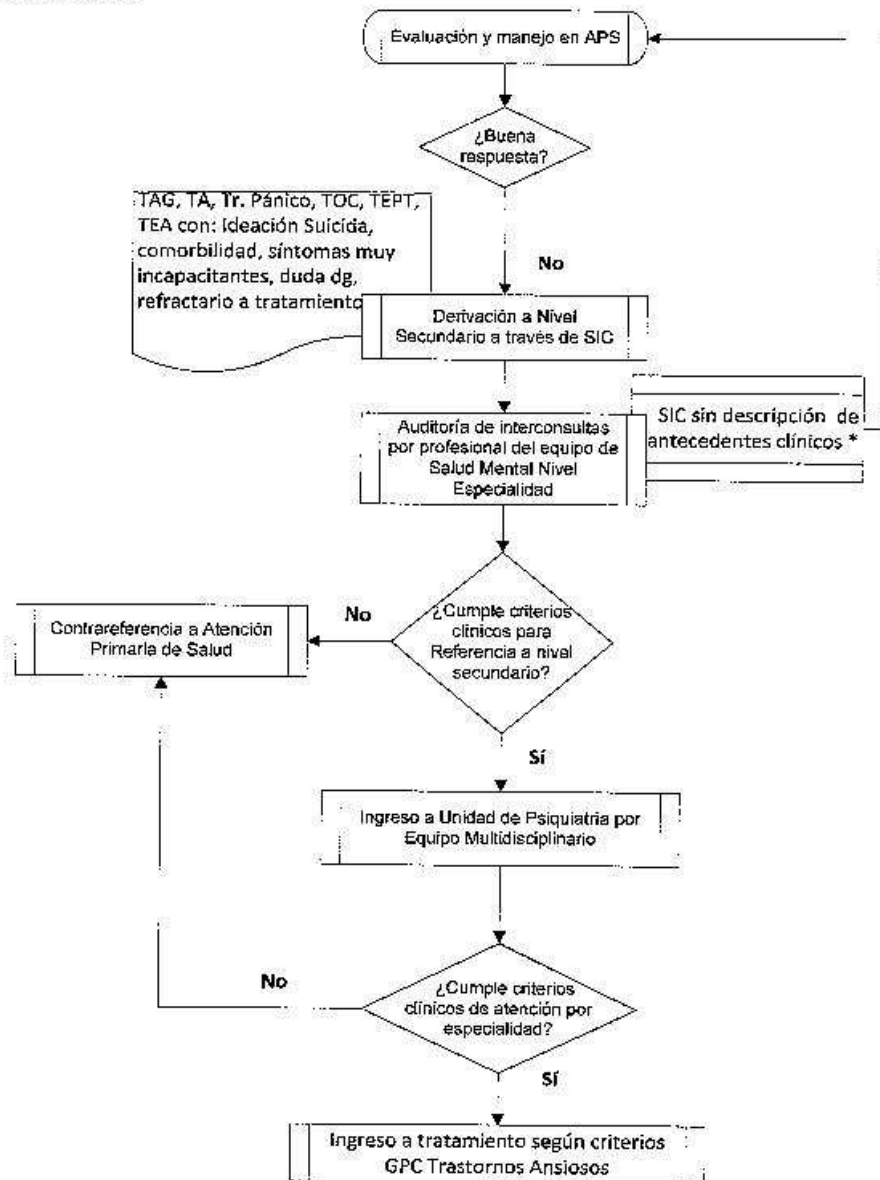 Evaluación y manejo en APS
¿Buena
respuesta?
TAG, TA, Tr. Pánico, TOC, TEPT,
TEA con: Ideación Suicida,
comorbilidad, síntomas muy
incapacitantes, duda dg,
refractario a tratamiento
No
Derivación a Nivel
Secundario a través de SIC
Auditoría de interconsultas
por profesional del equipo de
Salud Mental Nivel
Especialidad
SIC sin descripción de
antecedentes clínicos *
¿Cumple criterios
clínicos para
Referencia a nivel
secundario?
No
Contrareferencia a Atención
Primaria de Salud
Sí
Ingreso a Unidad de Psiquiatria por
Equipo Multidisciplinario
¿Cumple criterios
clínicos de atención por
especialidad?
No
Sí
Ingreso a tratamiento según criterios
GPC Trastornos Ansiosos